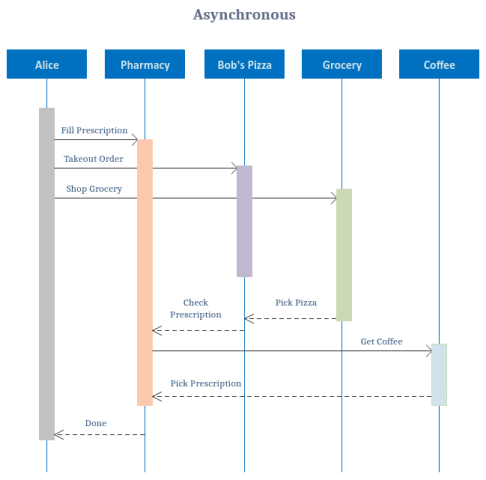 Asynchronous
Alice
Pharmacy
Bob's Pizza
Grocery
Coffee
Fill Prescription
Takeout Order
Shop Grocery
Check
Prescription
Pick Pizza
Get Coffee
Pick Prescription
Done